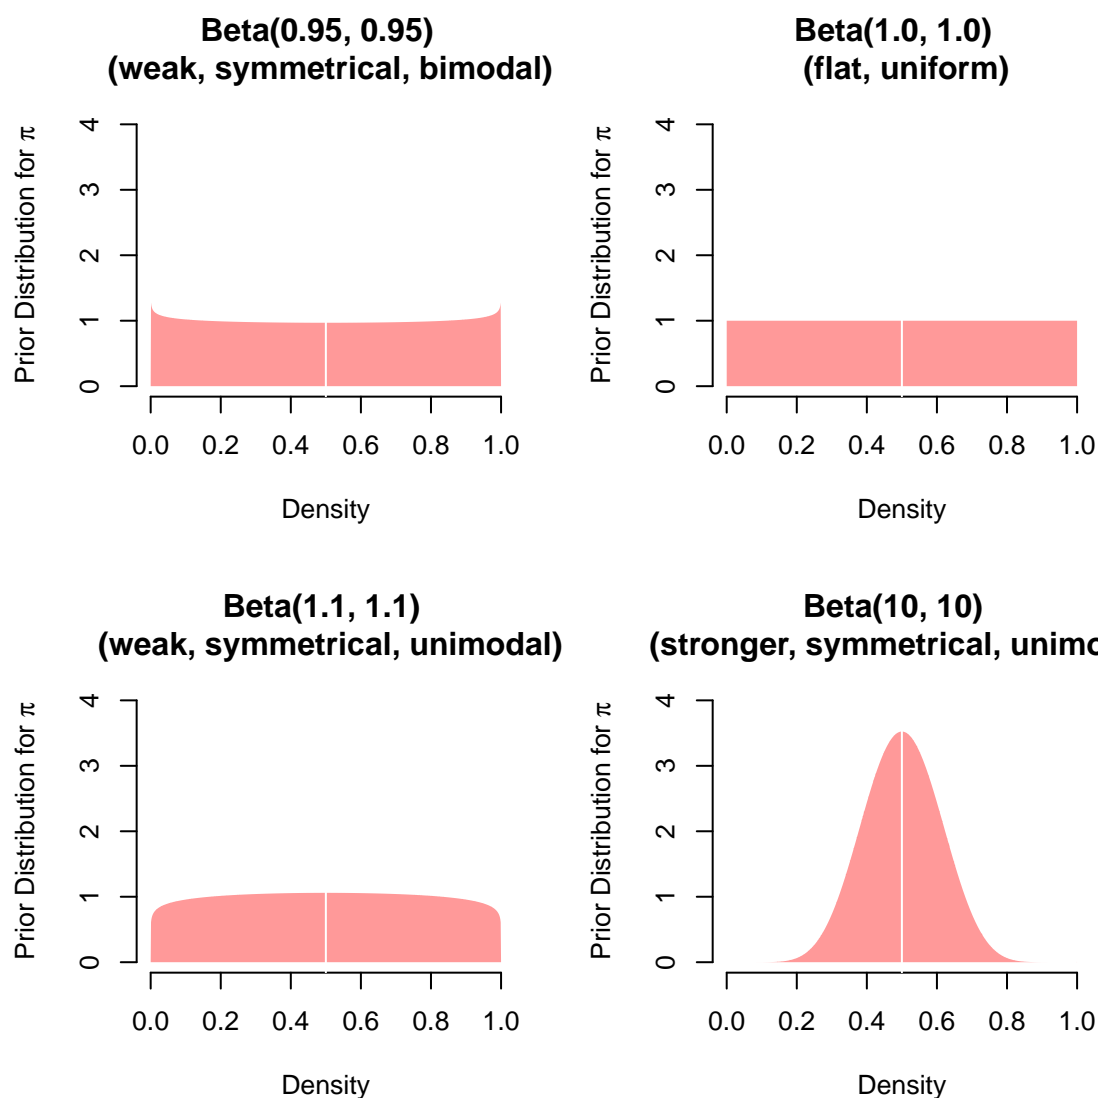 Beta(0.95, 0.95)
(weak, symmetrical, bimodal)
Prior Distribution for π
4
3
2
1
0
0.0 0.2 0.4 0.6 0.8 1.0
Density
Beta(1.0, 1.0)
(flat, uniform)
Prior Distribution for π
4
3
2
1
0
0.0 0.2 0.4 0.6 0.8 1.0
Density
Beta(1.1, 1.1)
(weak, symmetrical, unimodal)
Prior Distribution for π
4
3
2
1
0
0.0 0.2 0.4 0.6 0.8 1.0
Density
Beta(10, 10)
(stronger, symmetrical, unimo
Prior Distribution for π
4
3
2
1
0
0.0 0.2 0.4 0.6 0.8 1.0
Density